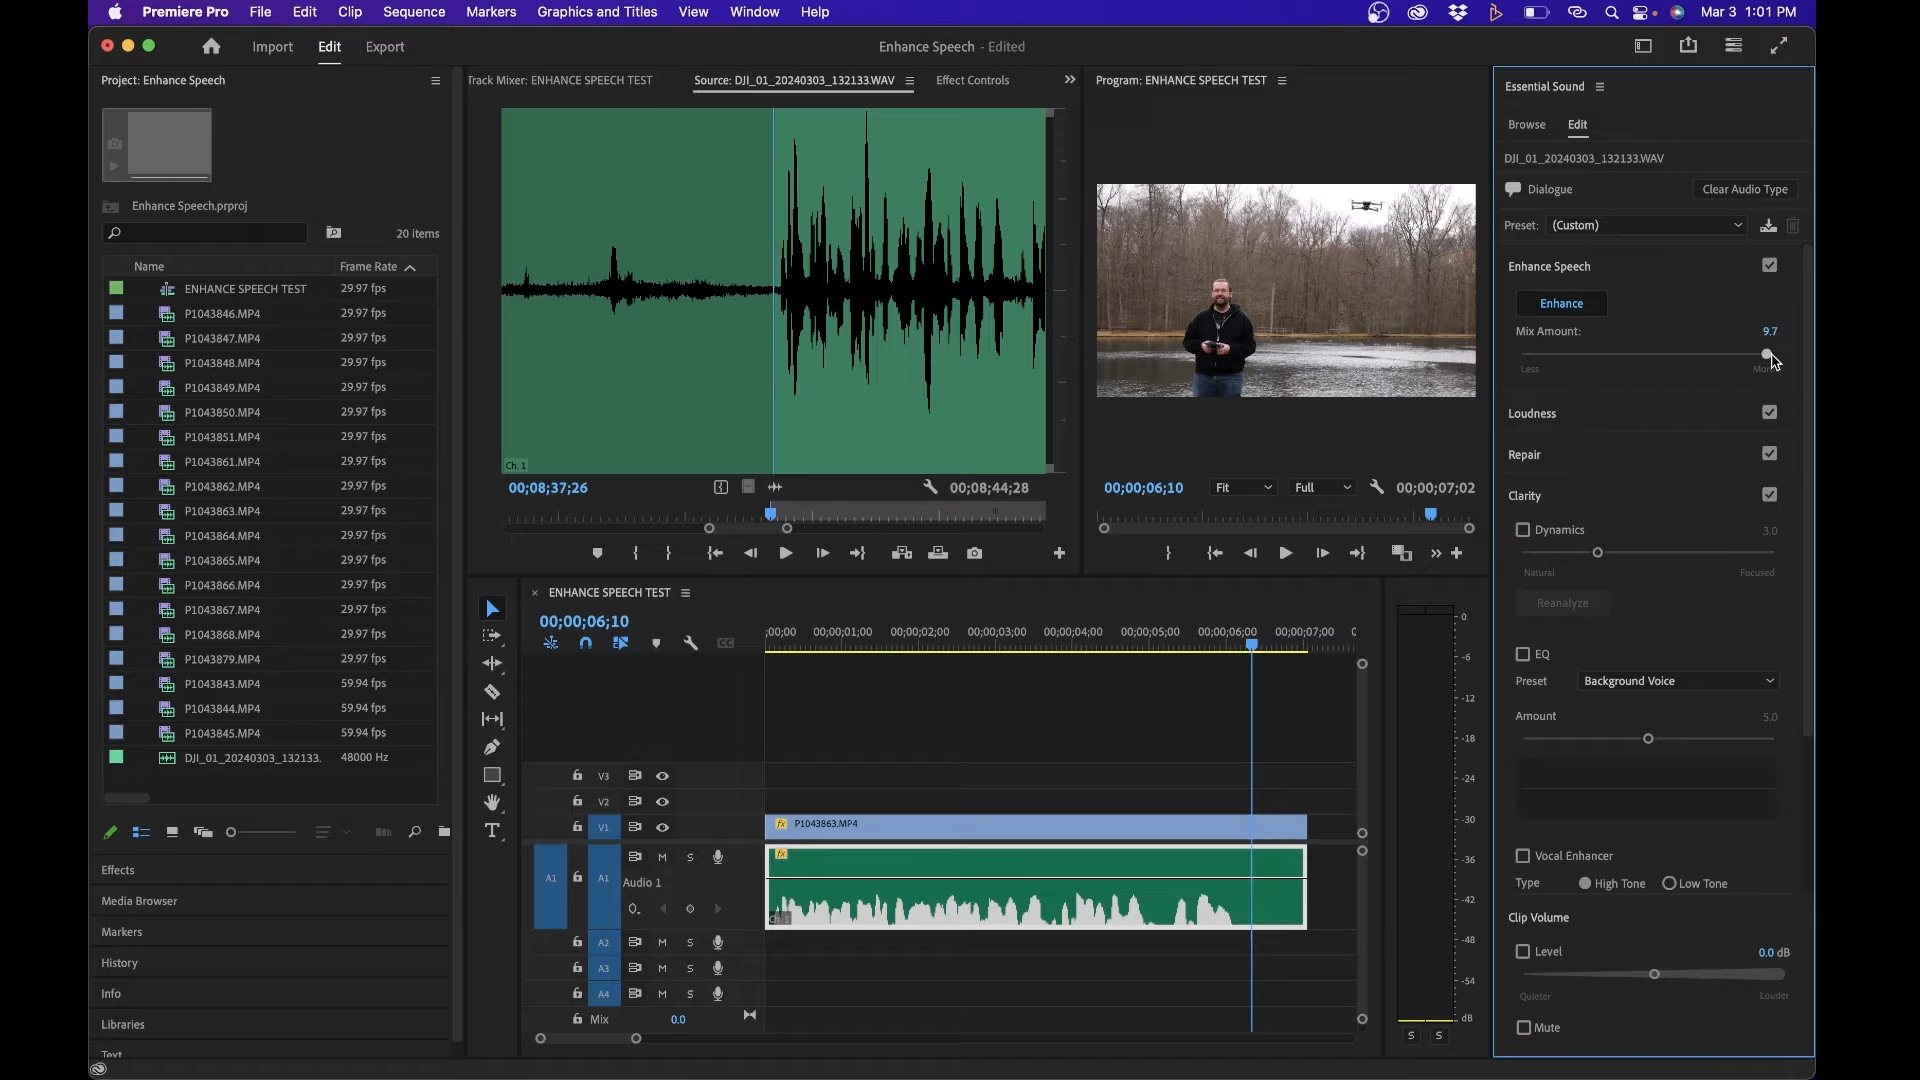 Premiere Pro File Edit Clip Sequence Markers Graphics and Titles View Window Help Mar 3 1:01 PM
Import Edit Export Enhance Speech - Edited
Project: Enhance Speech
Enhance Speech.prproj
20 items
Name Frame Rate
ENHANCE SPEECH TEST 29.97 fps
P1043846.MP4 29.97 fps
P1043847.MP4 29.97 fps
P1043848.MP4 29.97 fps
P1043849.MP4 29.97 fps
P1043850.MP4 29.97 fps
P1043851.MP4 29.97 fps
P1043861.MP4 29.97 fps
P1043862.MP4 29.97 fps
P1043863.MP4 29.97 fps
P1043864.MP4 29.97 fps
P1043865.MP4 29.97 fps
P1043866.MP4 29.97 fps
P1043867.MP4 29.97 fps
P1043868.MP4 29.97 fps
P1043879.MP4 29.97 fps
P1043843.MP4 59.94 fps
P1043844.MP4 59.94 fps
P1043845.MP4 59.94 fps
DJI_01_20240303_132133. 48000 Hz
Effects
Media Browser
Markers
History
Info
Libraries
Text
Track Mixer: ENHANCE SPEECH TEST Source: DJI_01_20240303_132133.WAV Effect Controls
Ch. 1
00;08;37;26 00;08;44;28
Program: ENHANCE SPEECH TEST
00;00;06;10 Fit Full 00;00;07;02
ENHANCE SPEECH TEST
00;00;06;10
;00;00 00;00;01;00 00;00;02;00 00;00;03;00 00;00;04;00 00;00;05;00 00;00;06;00 00;00;07;00
V3
V2
V1 fx P1043863.MP4
A1 A1 M S fx
Audio 1
Ch. 1
A2 M S
A3 M S
A4 M S
Mix 0.0
0
-6
-12
-18
-24
-30
-36
-42
-48
-54
dB
S S
Essential Sound
Browse Edit
DJI_01_20240303_132133.WAV
Dialogue Clear Audio Type
Preset: (Custom)
Enhance Speech
Enhance
Mix Amount: 9.7
Less
Loudness
Repair
Clarity
Dynamics 3.0
Natural Focused
Reanalyze
EQ
Preset Background Voice
Amount 5.0
Vocal Enhancer
Type High Tone Low Tone
Clip Volume
Level 0.0 dB
Quieter Louder
Mute